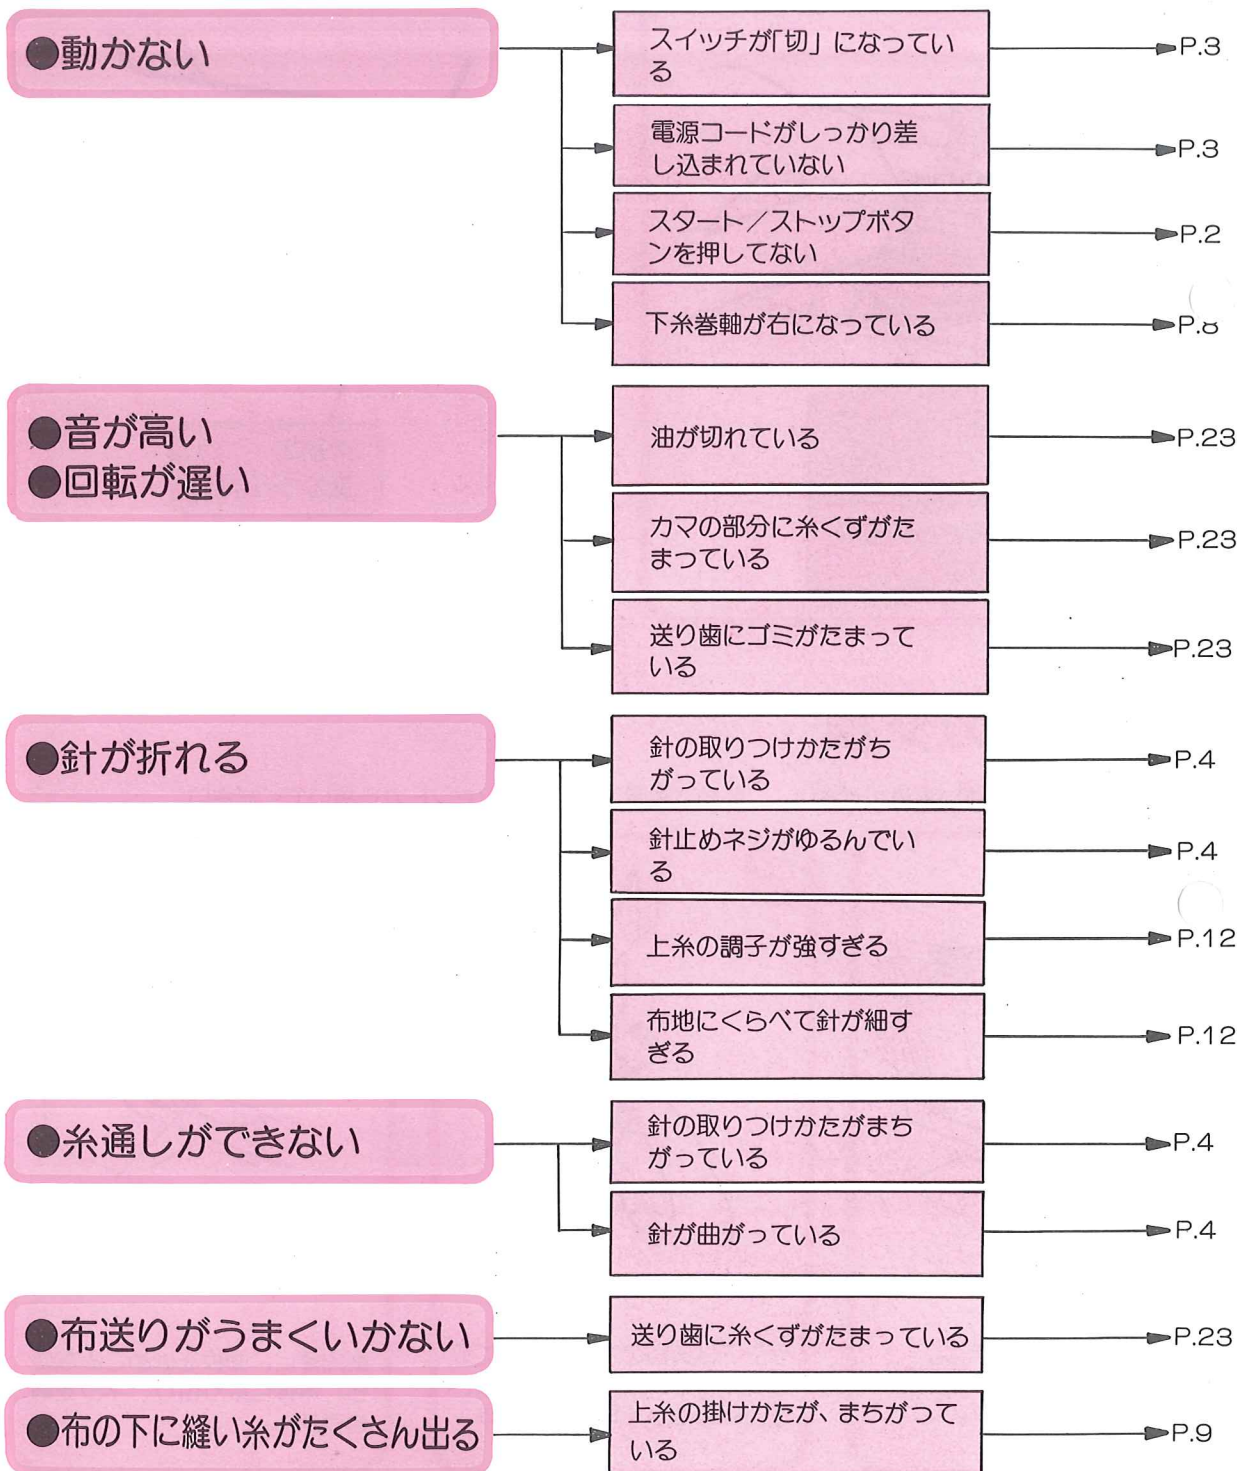 ●動かない
スイッチが「切」になってい
る
P.3
電源コードがしっかり差
し込まれていない
P.3
スタート／ストップボタ
ンを押してない
P.2
下糸巻軸が右になっている
P.8
●音が高い
●回転が遅い
油が切れている
P.23
カマの部分に糸くずがた
まっている
P.23
送り歯にゴミがたまって
いる
P.23
●針が折れる
針の取りつけかたがち
がっている
P.4
針止めネジがゆるんでい
る
P.4
上糸の調子が強すぎる
P.12
布地にくらべて針が細す
ぎる
P.12
●糸通しができない
針の取りつけかたがまち
がっている
P.4
針が曲がっている
P.4
●布送りがうまくいかない
送り歯に糸くずがたまっている
P.23
●布の下に縫い糸がたくさん出る
上糸の掛けかたが、まちがって
いる
P.9